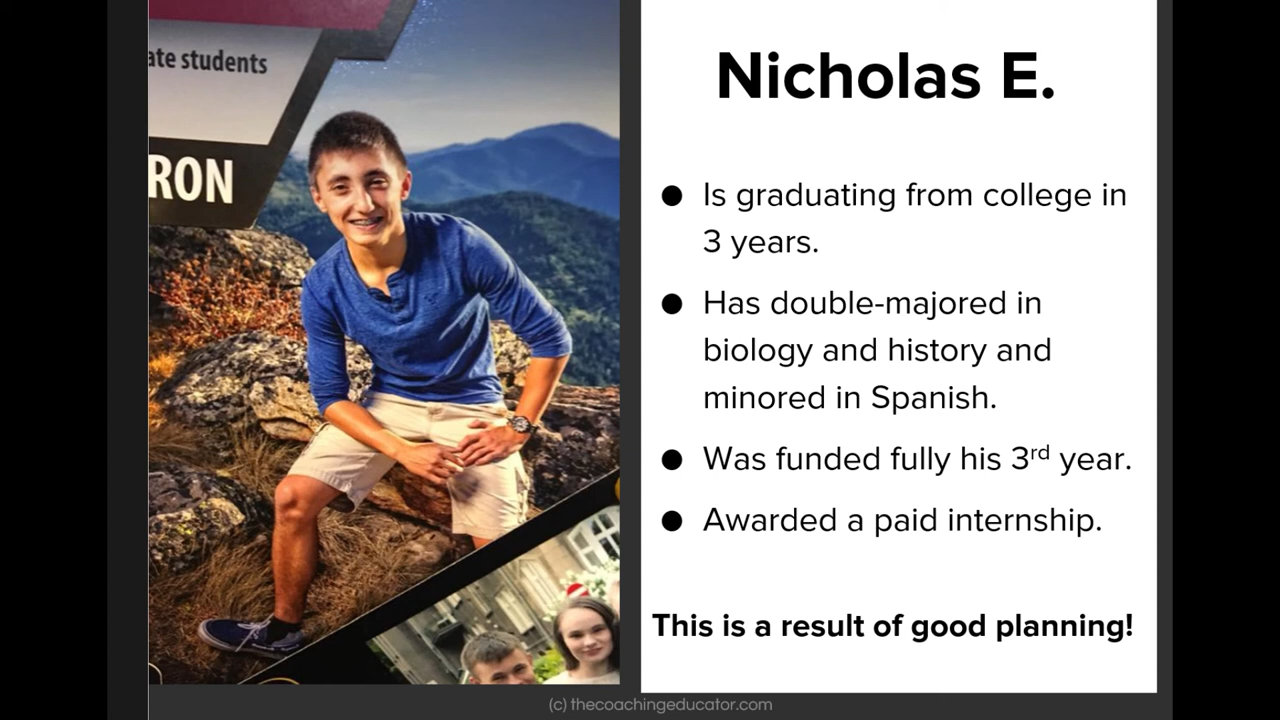 ate students
RON
Nicholas E.
● Is graduating from college in
3 years.
● Has double-majored in
biology and history and
minored in Spanish.
● Was funded fully his 3rd year.
● Awarded a paid internship.
This is a result of good planning!
(c) thecoachingeducator.com